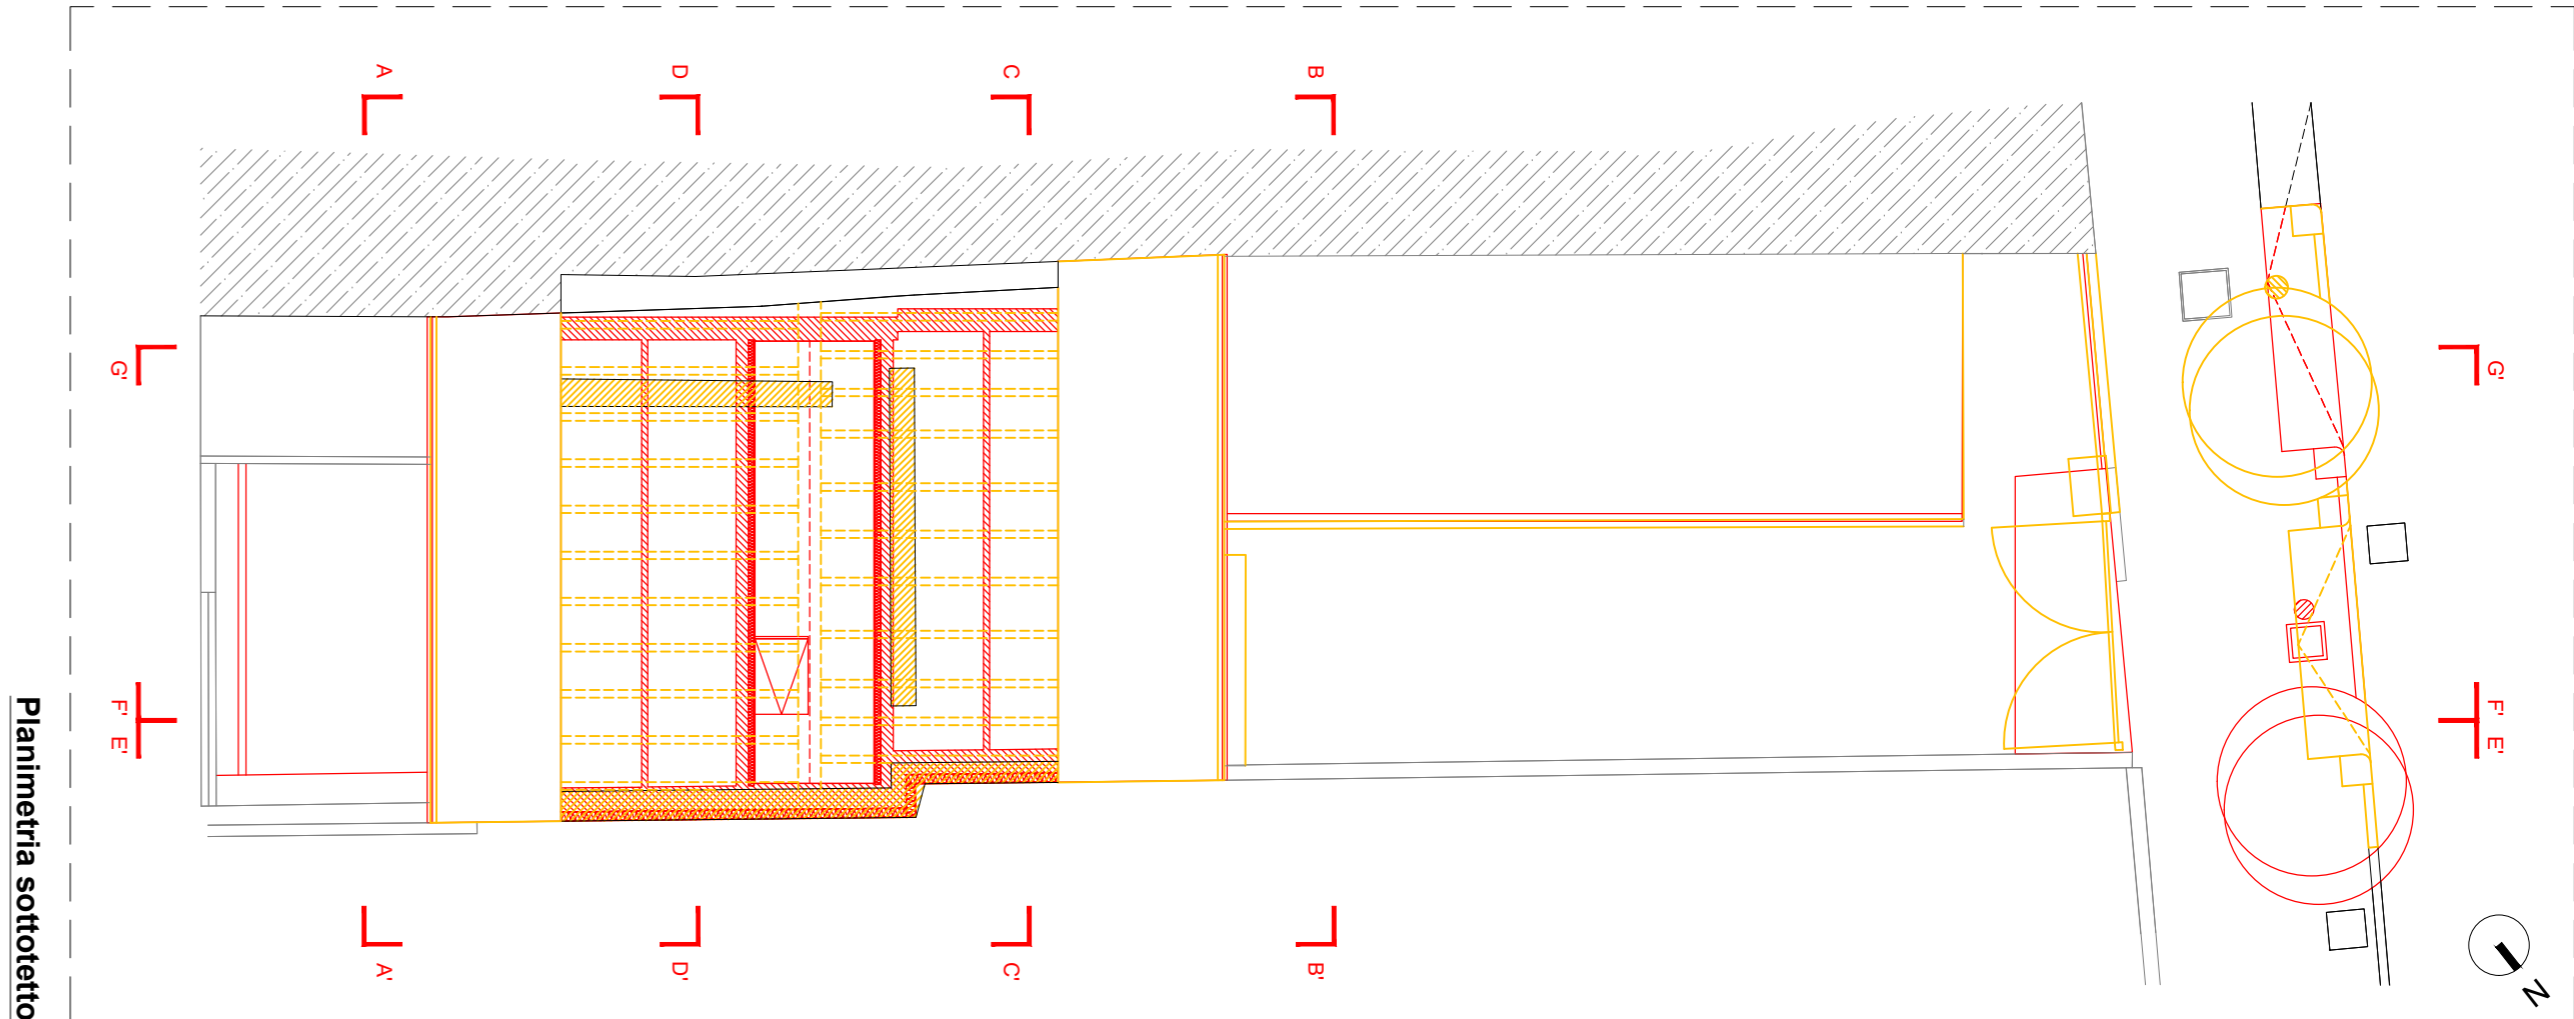 A
D
C
B
G'
G'
F'
E'
F'
E'
A'
D'
C'
B'
N
Planimetria sottotetto